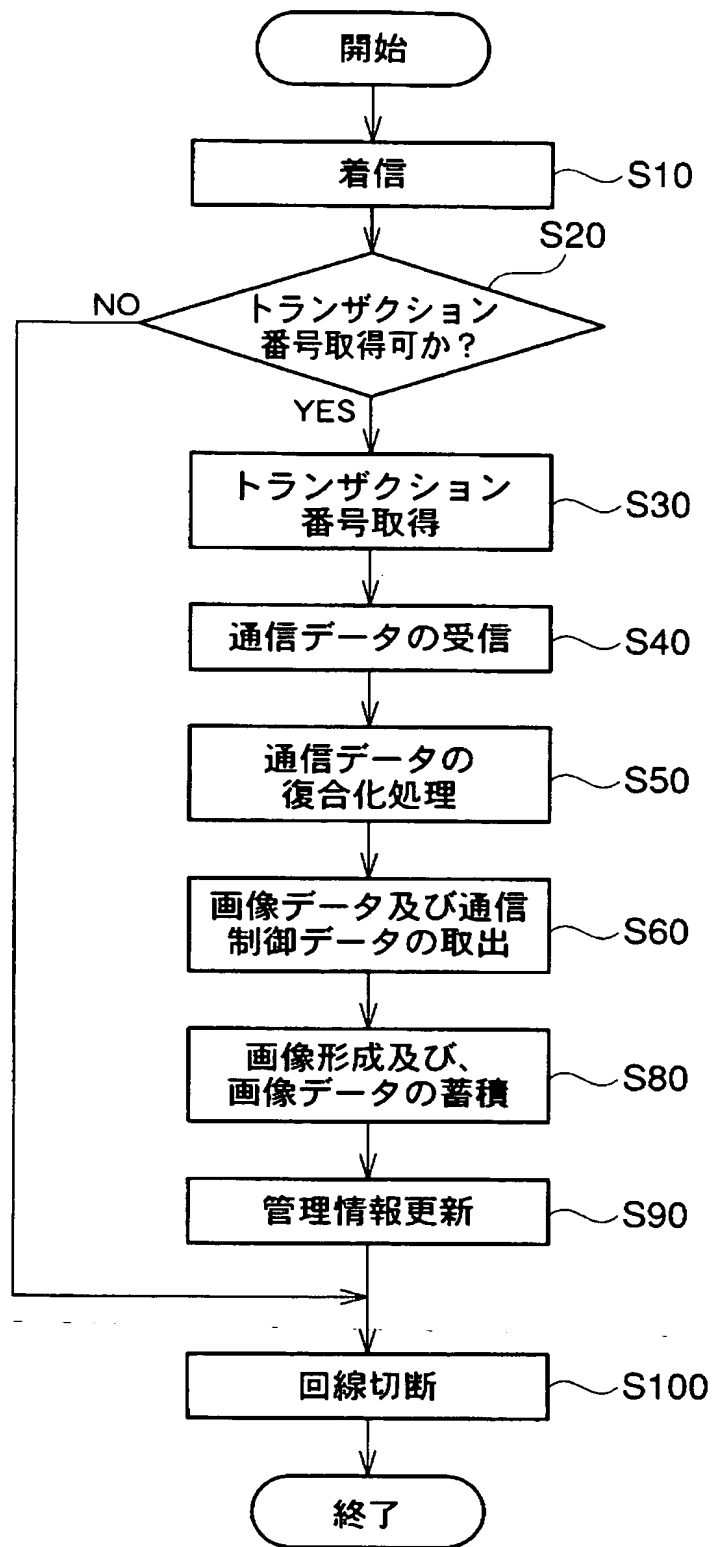 開始
着信
S10
S20
NO
トランザクション
番号取得可か？
YES
トランザクション
番号取得
S30
通信データの受信
S40
通信データの
復合化処理
S50
画像データ及び通信
制御データの取出
S60
画像形成及び、
画像データの蓄積
S80
管理情報更新
S90
回線切断
S100
終了